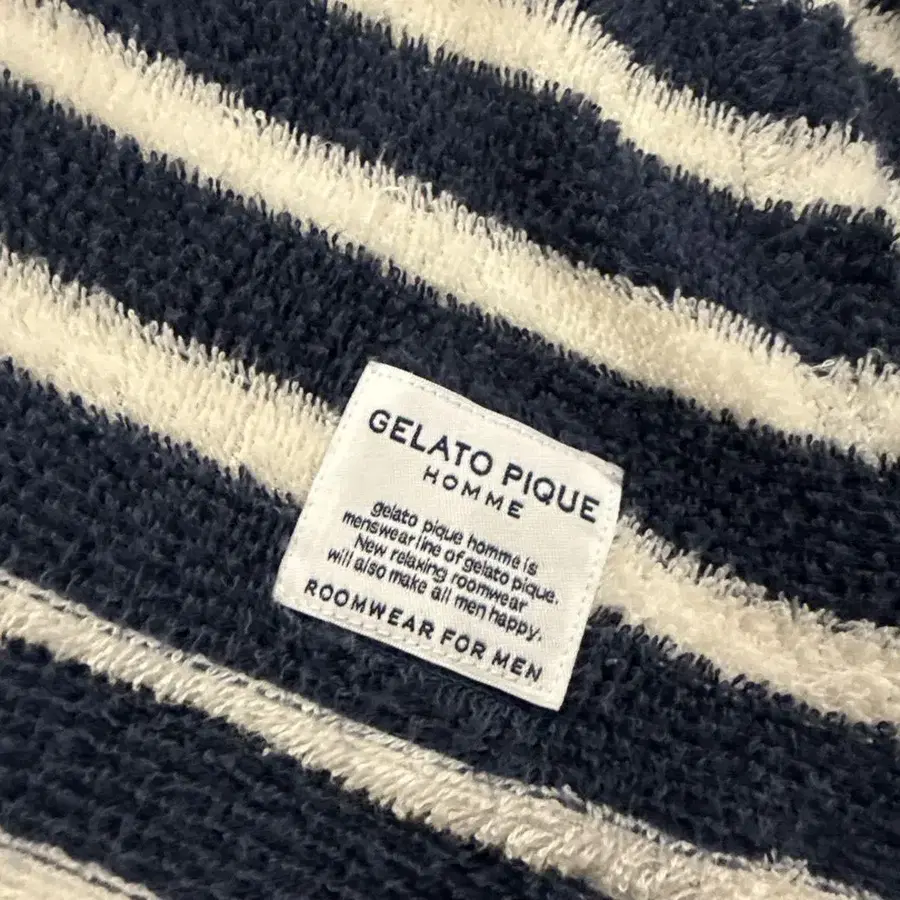 GELATO PIQUE
HOMME
gelato pique homme is
menswear line of gelato pique.
New relaxing roomwear
will also make all men happy.
ROOMWEAR FOR MEN